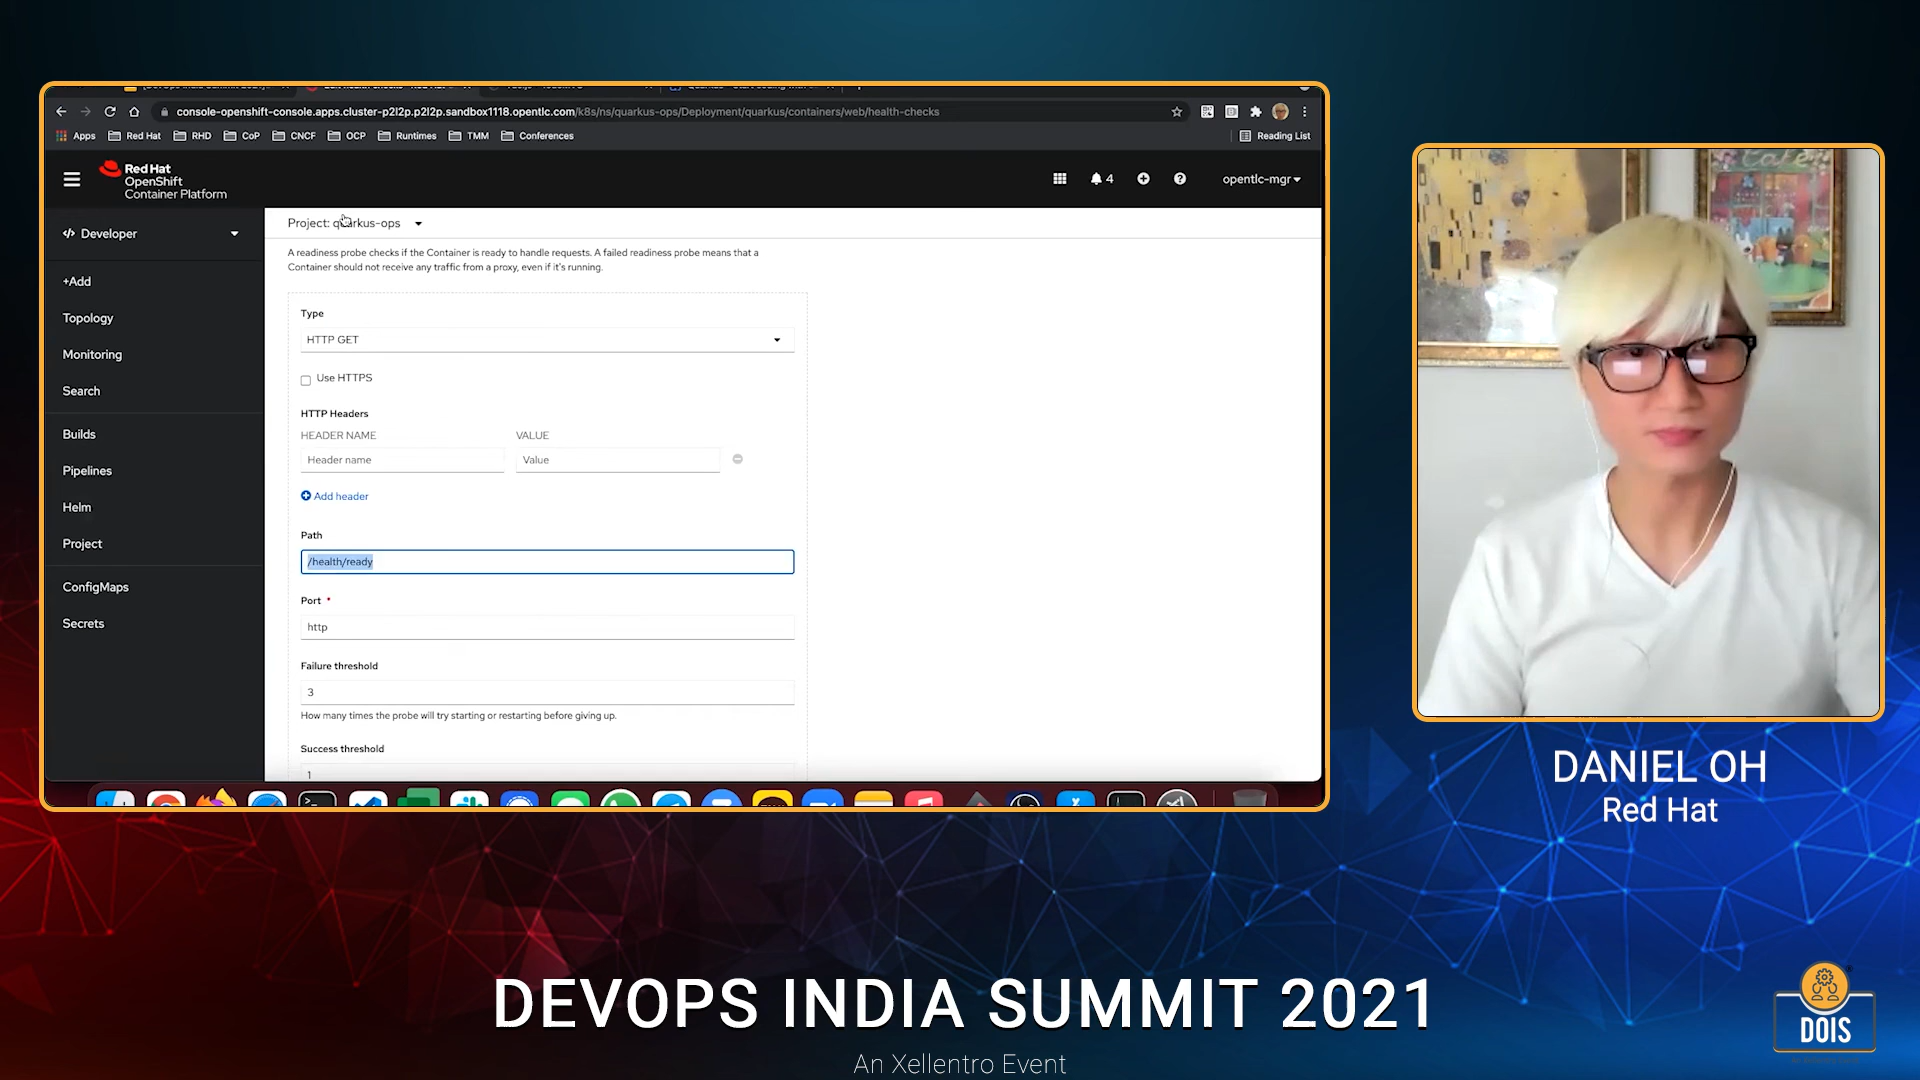 console-openshift-console.apps.cluster-p2l2p.p2l2p.sandbox1118.opentlc.com/k8s/ns/quarkus-ops/Deployment/quarkus/containers/web/health-checks
Apps Red Hat RHD CoP CNCF OCP Runtimes TMM Conferences Reading List
Red Hat
OpenShift
Container Platform
4
opentlc-mgr
Developer
+Add
Topology
Monitoring
Search
Builds
Pipelines
Helm
Project
ConfigMaps
Secrets
Project: quarkus-ops
A readiness probe checks if the Container is ready to handle requests. A failed readiness probe means that a
Container should not receive any traffic from a proxy, even if it's running.
Type
HTTP GET
Use HTTPS
HTTP Headers
HEADER NAME VALUE
Header name Value
Add header
Path
/health/ready
Port *
http
Failure threshold
3
How many times the probe will try starting or restarting before giving up.
Success threshold
1
Cafe
DANIEL OH
Red Hat
DEVOPS INDIA SUMMIT 2021
An Xellentro Event
DOIS